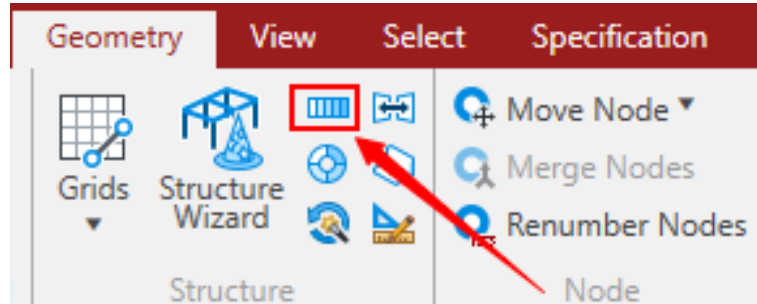 Geometry View Select Specification
Grids
Structure
Wizard
Structure
Move Node
Merge Nodes
Renumber Nodes
Node